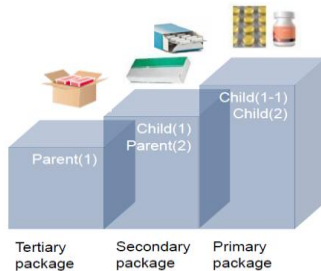 Parent(1)
Child(1)
Parent(2)
Child(1-1)
Child(2)
Tertiary
package
Secondary
package
Primary
package